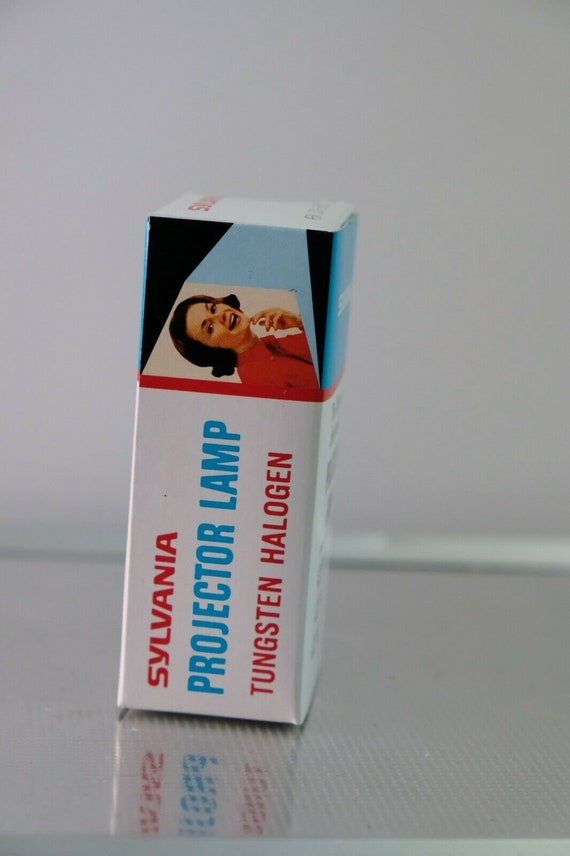 SYLVANIA
PROJECTOR LAMP
TUNGSTEN HALOGEN